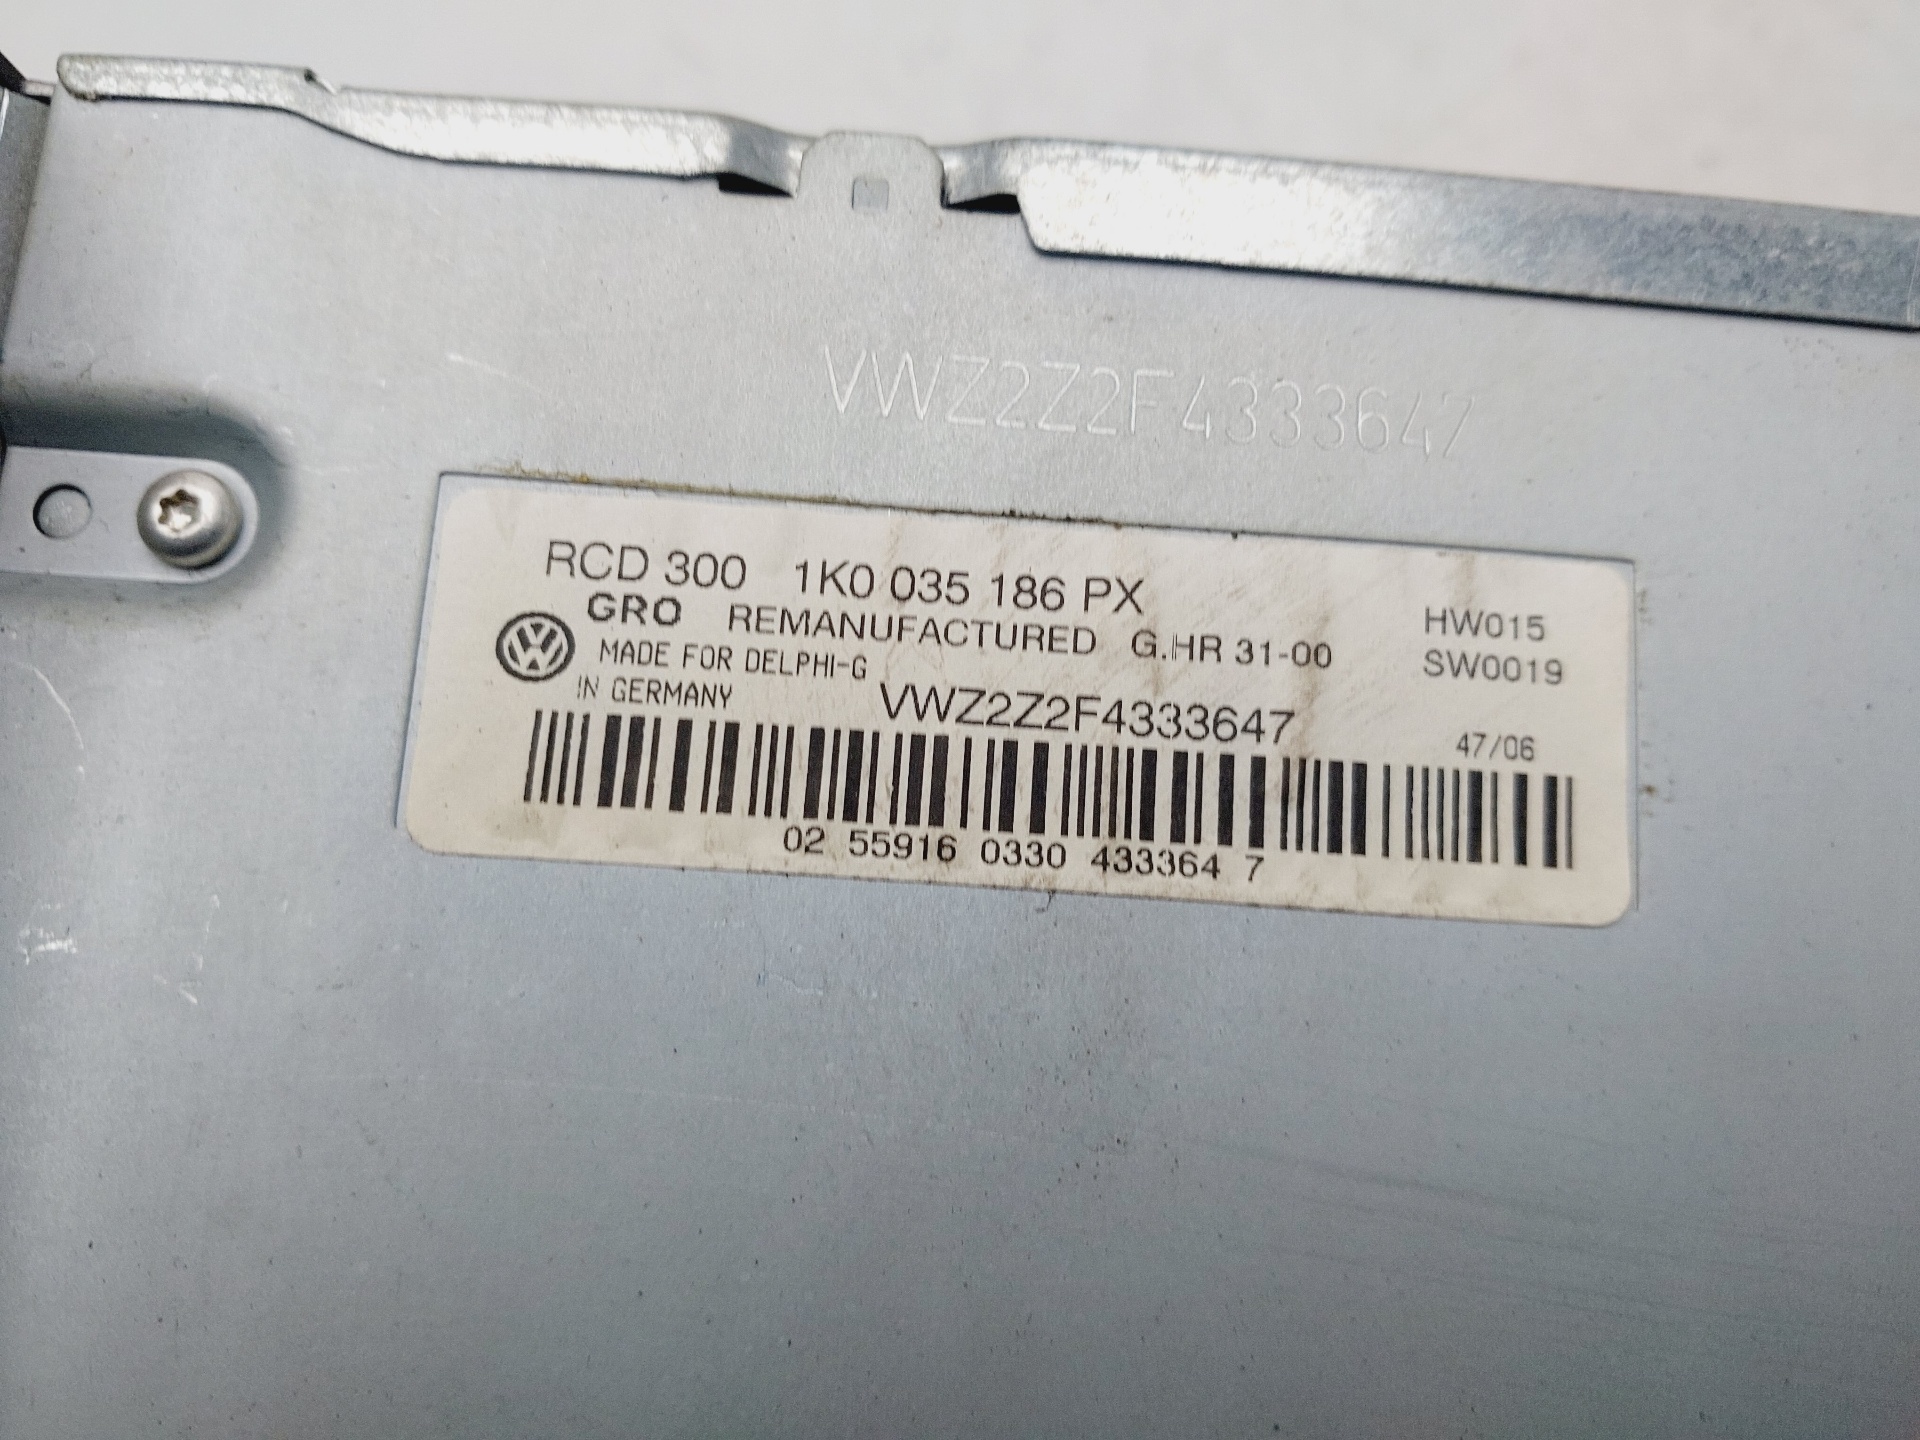 VWZ2Z2F4333647
RCD 300 1K0 035 186 PX
GRO REMANUFACTURED G.HR 31-00
HW015
MADE FOR DELPHI-G
SW0019
IN GERMANY
VWZ2Z2F4333647
47/06
02 55916 0330 433364 7